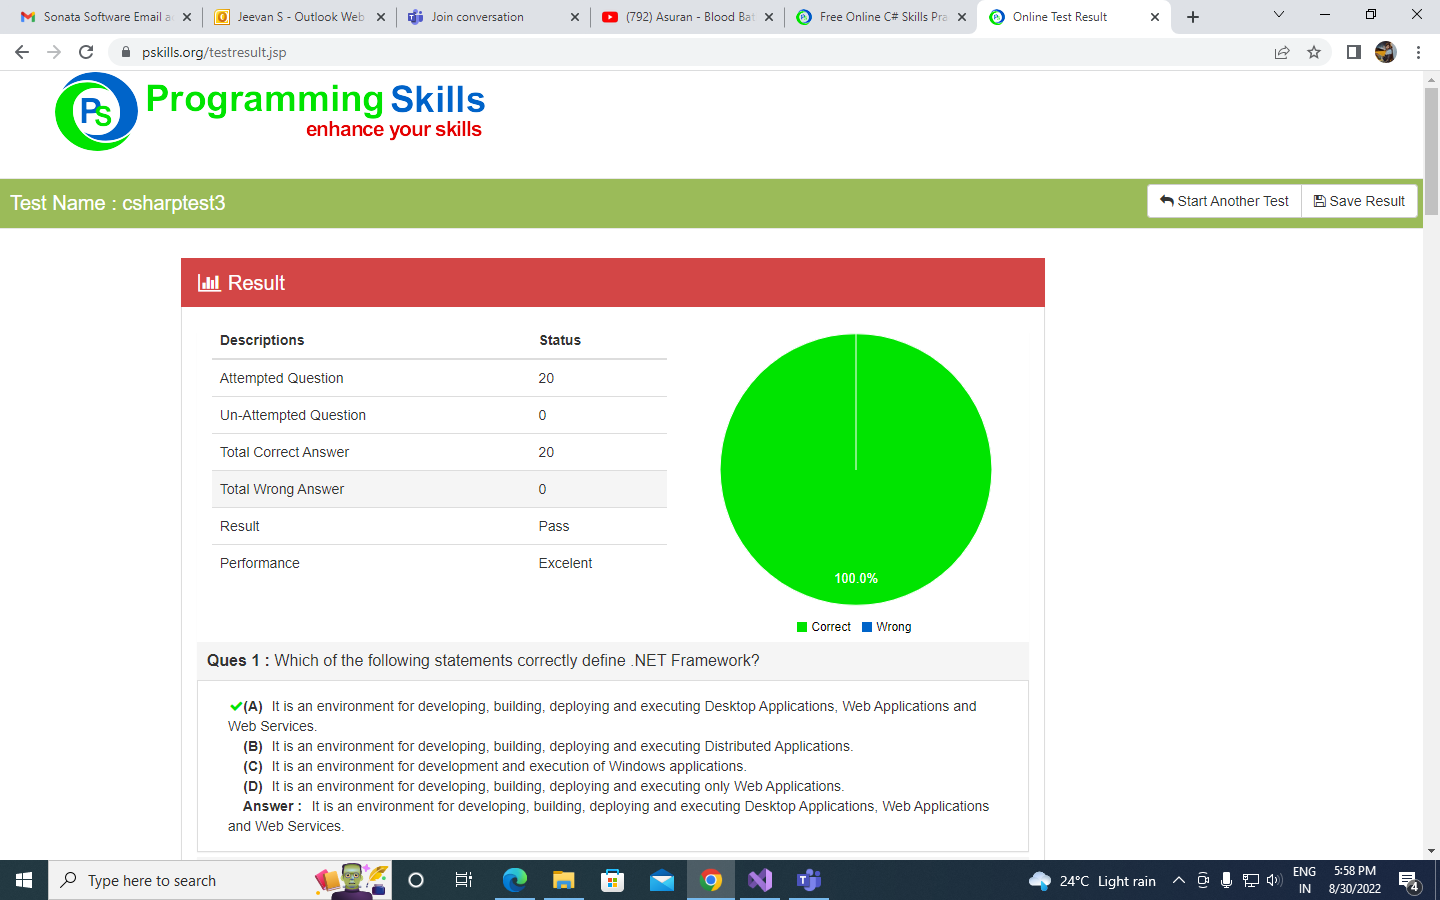 Sonata Software Email a
Jeevan S - Outlook Web
Join conversation
(792) Asuran - Blood Bat
Free Online C# Skills Pra
Online Test Result
pskills.org/testresult.jsp
PS
Programming Skills
enhance your skills
Test Name : csharptest3
Start Another Test
Save Result
Result
Descriptions Status
Attempted Question 20
Un-Attempted Question 0
Total Correct Answer 20
Total Wrong Answer 0
Result Pass
Performance Excelent
100.0%
Correct Wrong
Ques 1 : Which of the following statements correctly define .NET Framework?
(A) It is an environment for developing, building, deploying and executing Desktop Applications, Web Applications and
Web Services.
(B) It is an environment for developing, building, deploying and executing Distributed Applications.
(C) It is an environment for development and execution of Windows applications.
(D) It is an environment for developing, building, deploying and executing only Web Applications.
Answer : It is an environment for developing, building, deploying and executing Desktop Applications, Web Applications
and Web Services.
Type here to search
24°C Light rain
ENG
IN
5:58 PM
8/30/2022
4